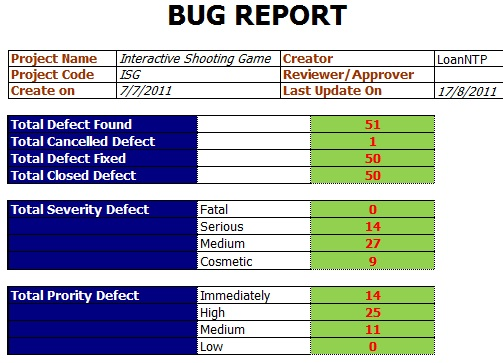 BUG REPORT
Project Name Interactive Shooting Game Creator LoanNTP
Project Code ISG Reviewer/Approver
Create on 7/7/2011 Last Update On 17/8/2011
Total Defect Found 51
Total Cancelled Defect 1
Total Defect Fixed 50
Total Closed Defect 50
Total Severity Defect Fatal 0
Serious 14
Medium 27
Cosmetic 9
Total Prority Defect Immediately 14
High 25
Medium 11
Low 0